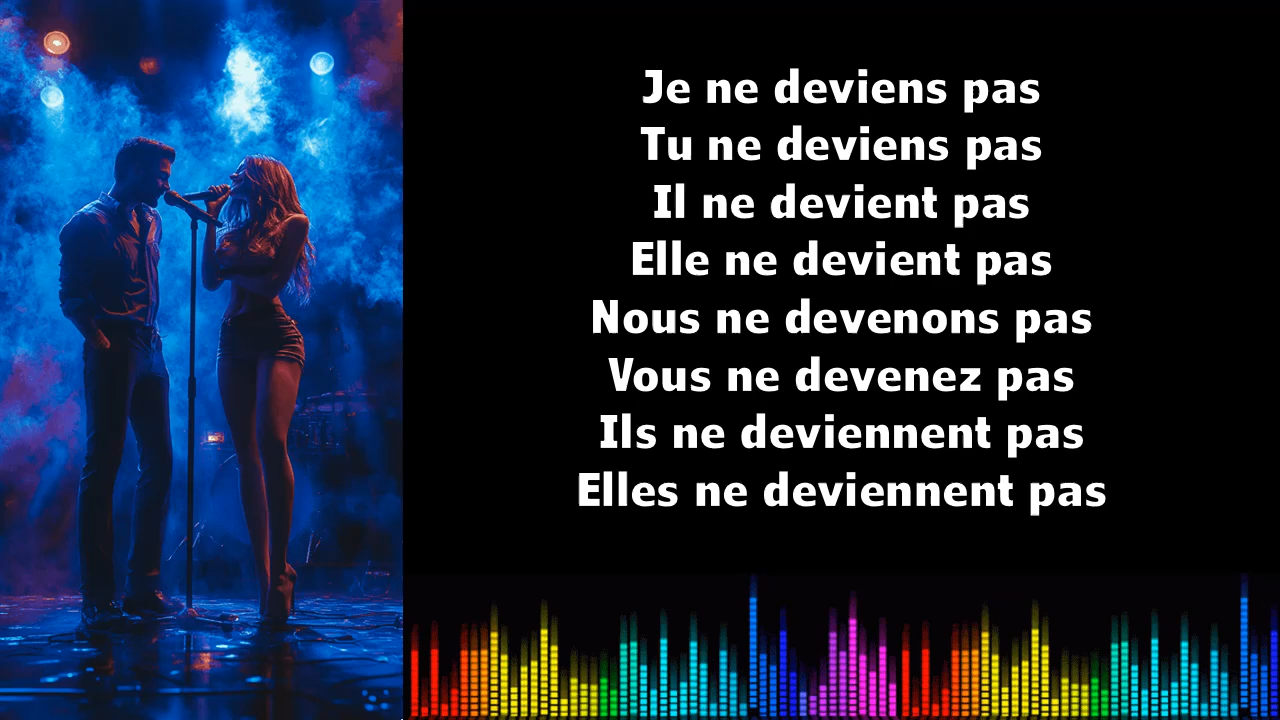 Je ne deviens pas
Tu ne deviens pas
Il ne devient pas
Elle ne devient pas
Nous ne devenons pas
Vous ne devenez pas
Ils ne deviennent pas
Elles ne deviennent pas